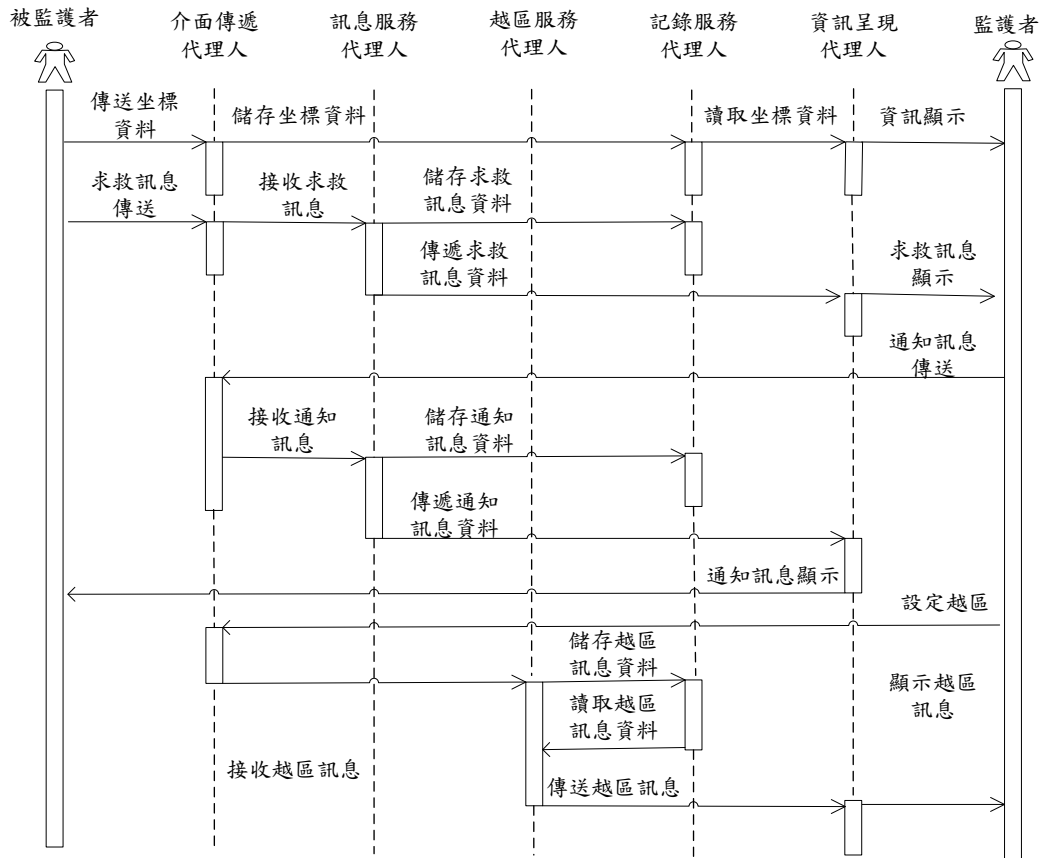 被監護者
介面傳遞
代理人
訊息服務
代理人
越區服務
代理人
記錄服務
代理人
資訊呈現
代理人
監護者
傳送坐標
資料
儲存坐標資料
讀取坐標資料
資訊顯示
求救訊息
傳送
接收求救
訊息
儲存求救
訊息資料
傳遞求救
訊息資料
求救訊息
顯示
通知訊息
傳送
接收通知
訊息
儲存通知
訊息資料
傳遞通知
訊息資料
通知訊息顯示
設定越區
儲存越區
訊息資料
讀取越區
訊息資料
顯示越區
訊息
接收越區訊息
傳送越區訊息